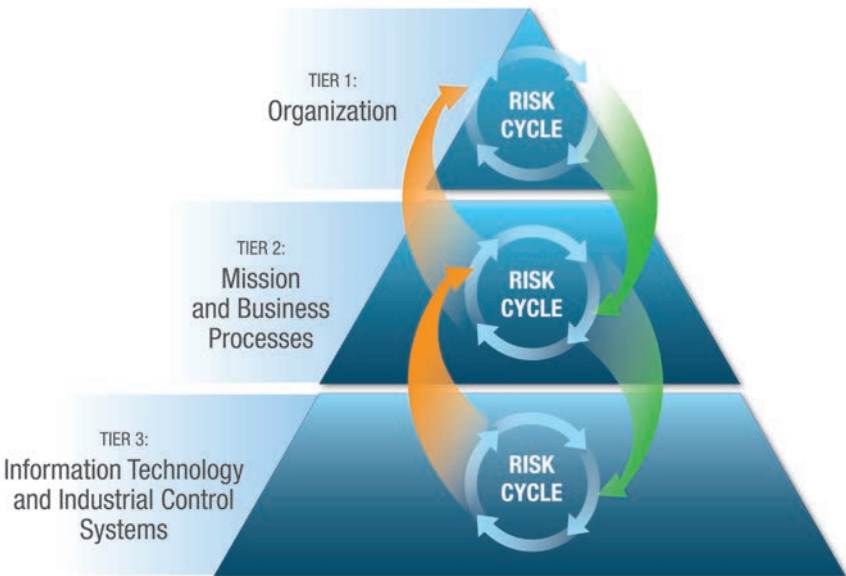 TIER 1:
Organization
RISK
CYCLE
TIER 2:
Mission
and Business
Processes
RISK
CYCLE
TIER 3:
Information Technology
and Industrial Control
Systems
RISK
CYCLE